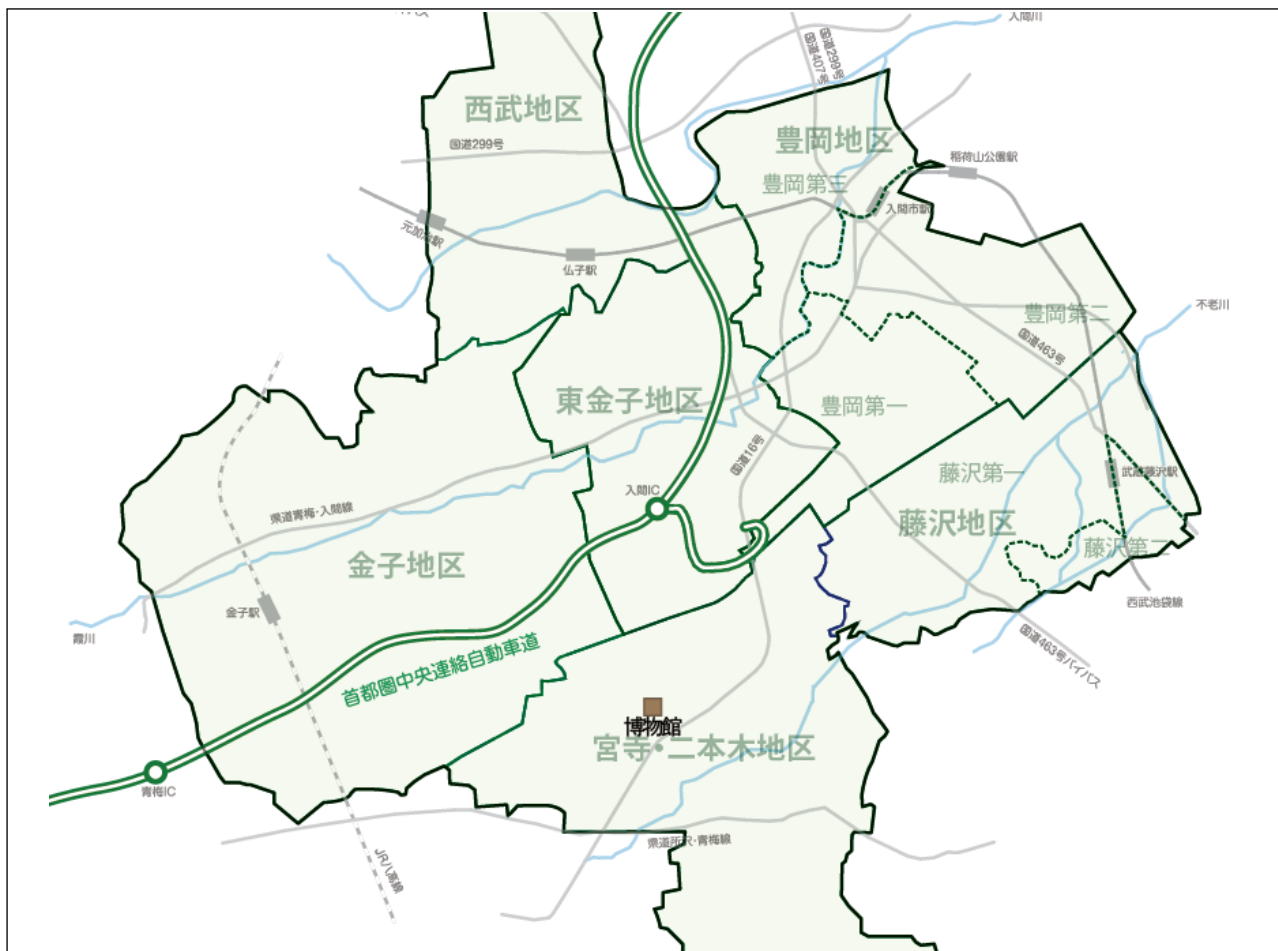 入間川
国道299号
国道407号
西武地区
国道299号
豊岡地区
豊岡第三
稲荷山公園駅
入間市駅
元加治駅
仏子駅
不老川
豊岡第二
国道463号
東金子地区
豊岡第一
国道16号
藤沢第一
武蔵藤沢駅
入間IC
県道青梅・入間線
藤沢地区
藤沢第二
金子地区
金子駅
霞川
西武池袋線
国道463号バイパス
首都圏中央連絡自動車道
博物館
宮寺・二本木地区
青梅IC
県道所沢・青梅線
JR八高線